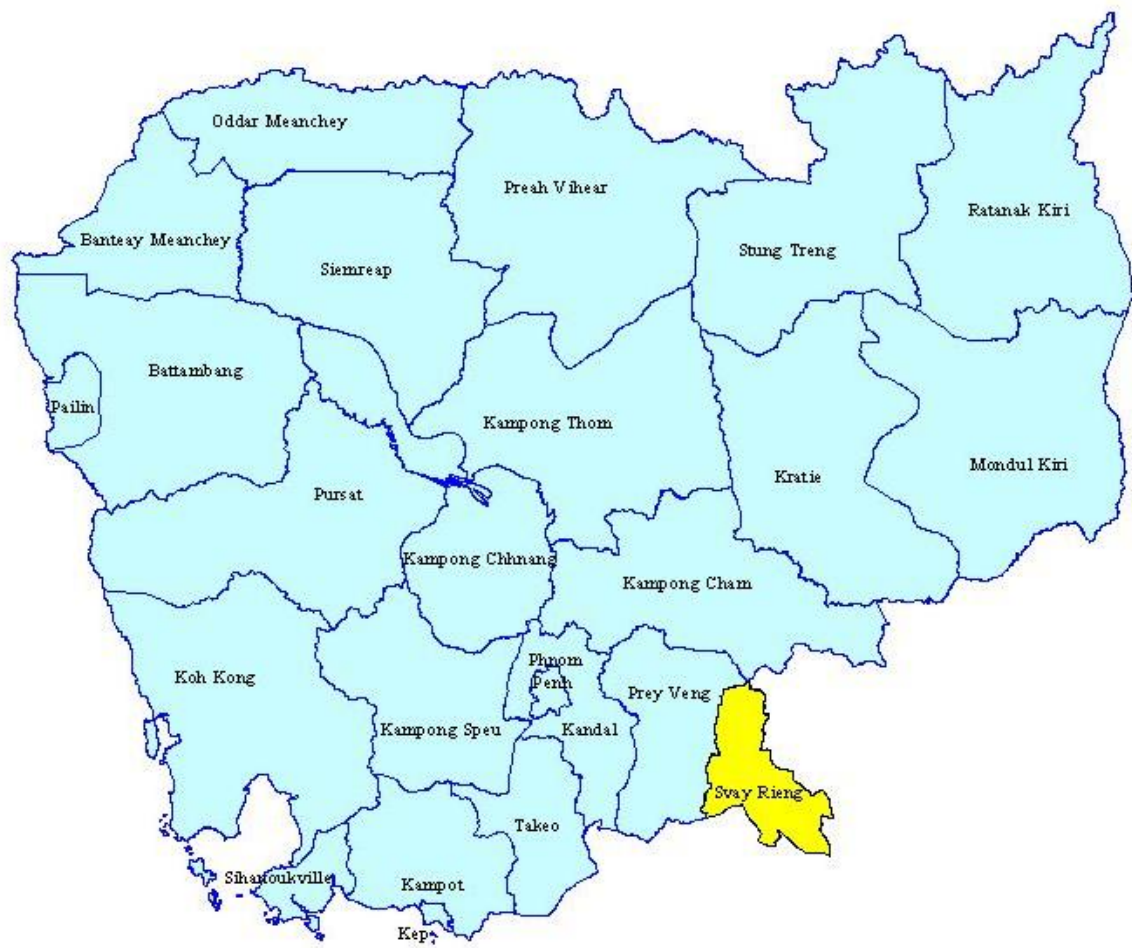 Oddar Meanchey
Preah Vihear
Ratanak Kiri
Banteay Meanchey
Stung Treng
Siemreap
Battambang
Pailin
Kampong Thom
Mondul Kiri
Kratie
Pursat
Kampong Chhnang
Kampong Cham
Phnom
Penh
Koh Kong
Prey Veng
Kampong Speu
Kandal
Svay Rieng
Takeo
Sihanoukville
Kampot
Kep